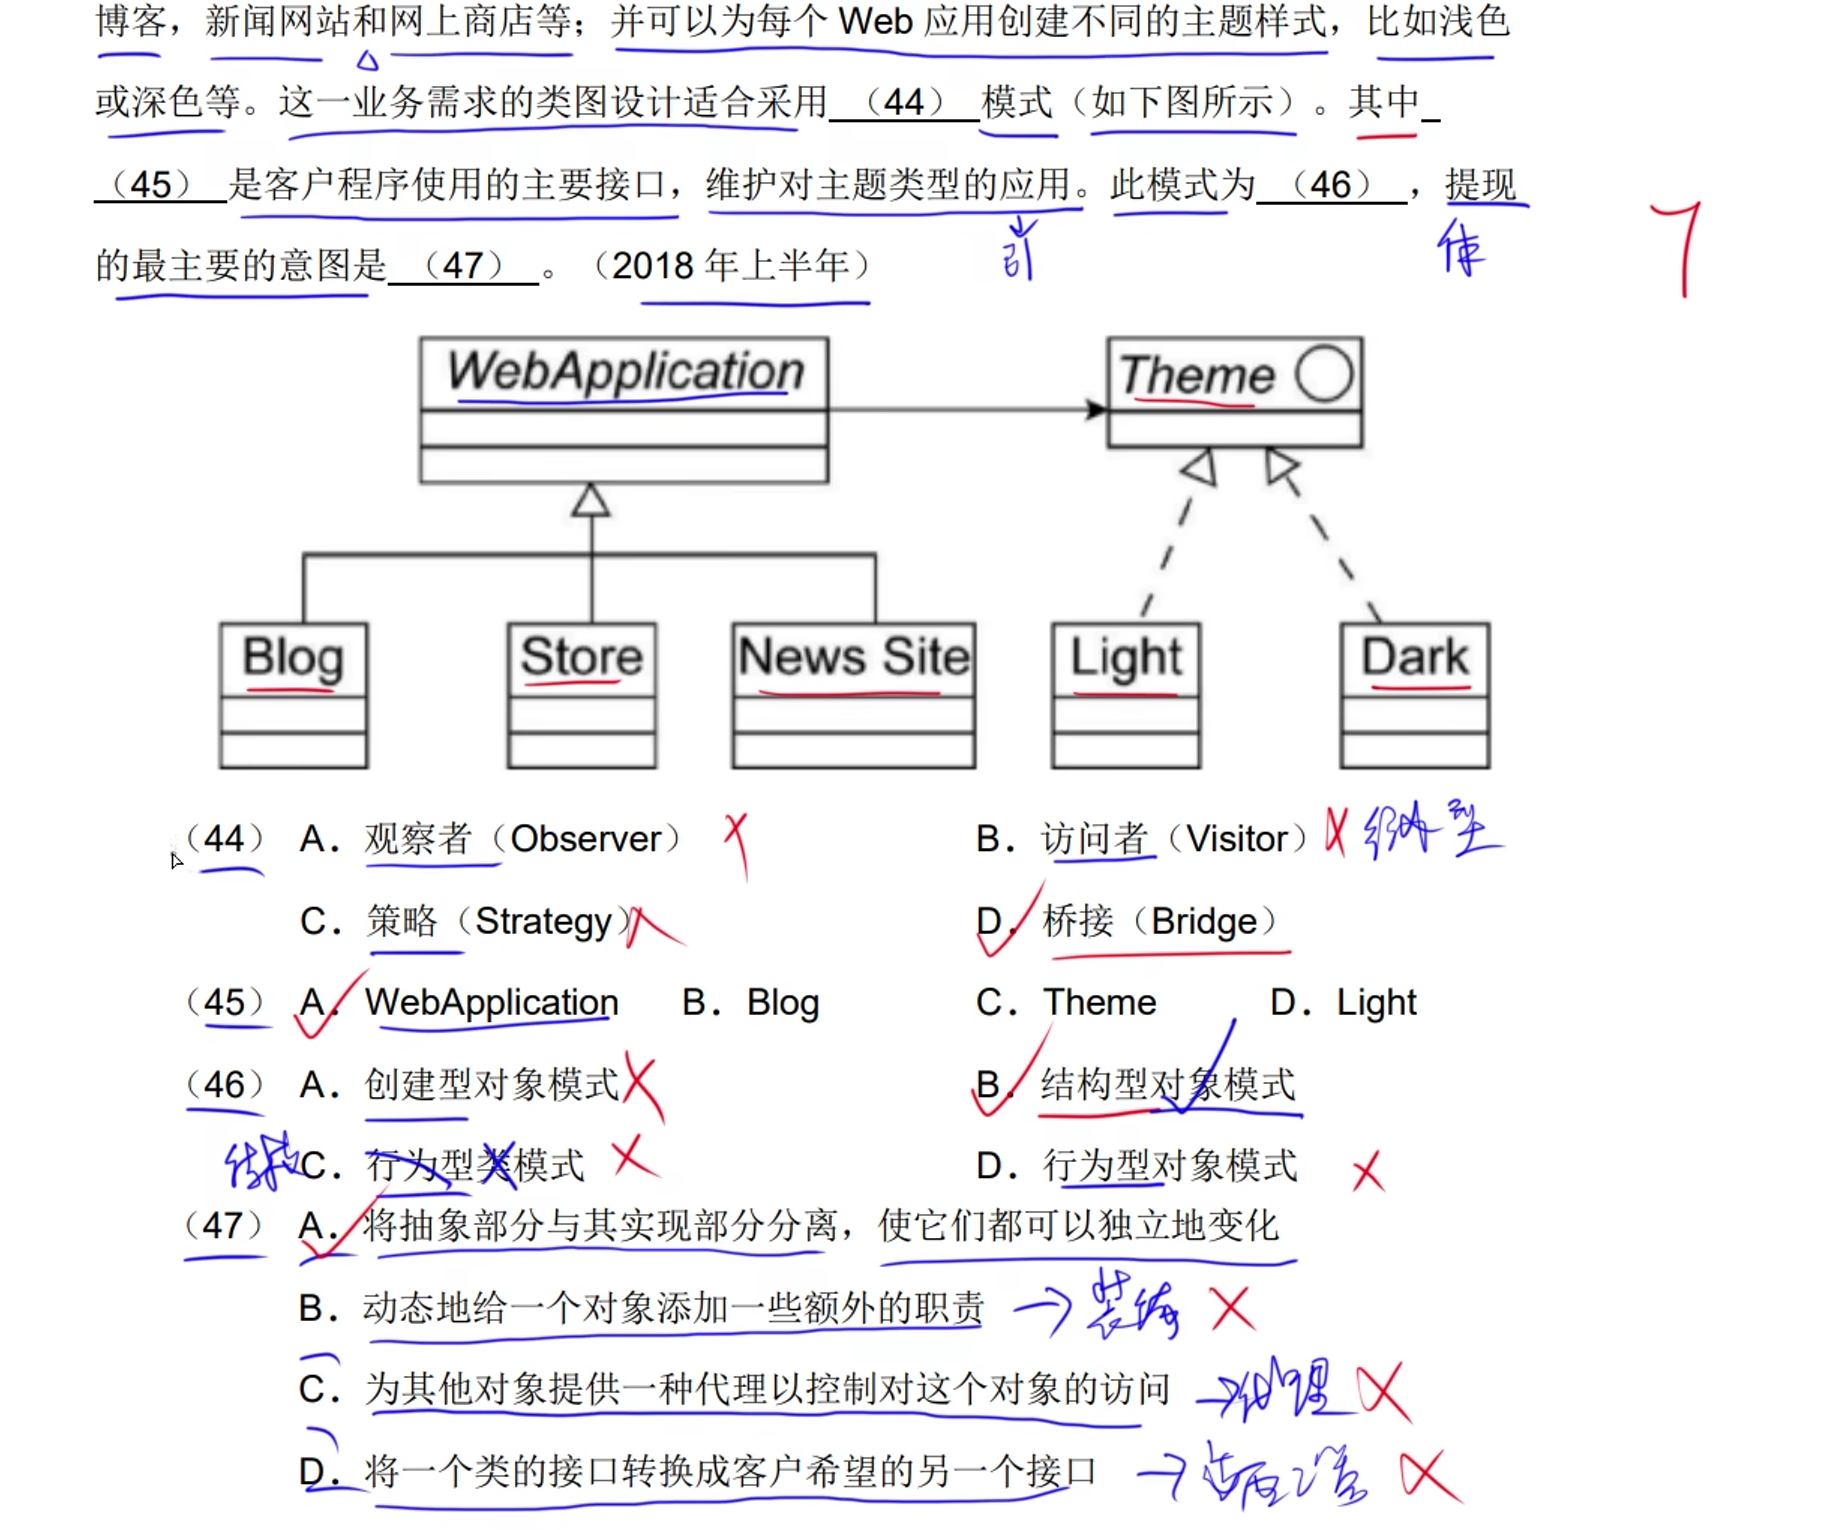 博客，新闻网站和网上商店等；并可以为每个 Web 应用创建不同的主题样式，比如浅色
或深色等。这一业务需求的类图设计适合采用 （44） 模式（如下图所示）。其中
（45） 是客户程序使用的主要接口，维护对主题类型的应用。此模式为 （46） ，提现
引 体
的最主要的意图是 （47） 。（2018 年上半年）
WebApplication Theme
Blog Store News Site Light Dark
（44） A．观察者（Observer） B．访问者（Visitor）
C．策略（Strategy） D．桥接（Bridge）
（45） A．WebApplication B．Blog C．Theme D．Light
（46） A．创建型对象模式 B．结构型对象模式
C．行为型类模式 D．行为型对象模式
（47） A．将抽象部分与其实现部分分离，使它们都可以独立地变化
B．动态地给一个对象添加一些额外的职责 装饰
C．为其他对象提供一种代理以控制对这个对象的访问 代理
D．将一个类的接口转换成客户希望的另一个接口 适配器